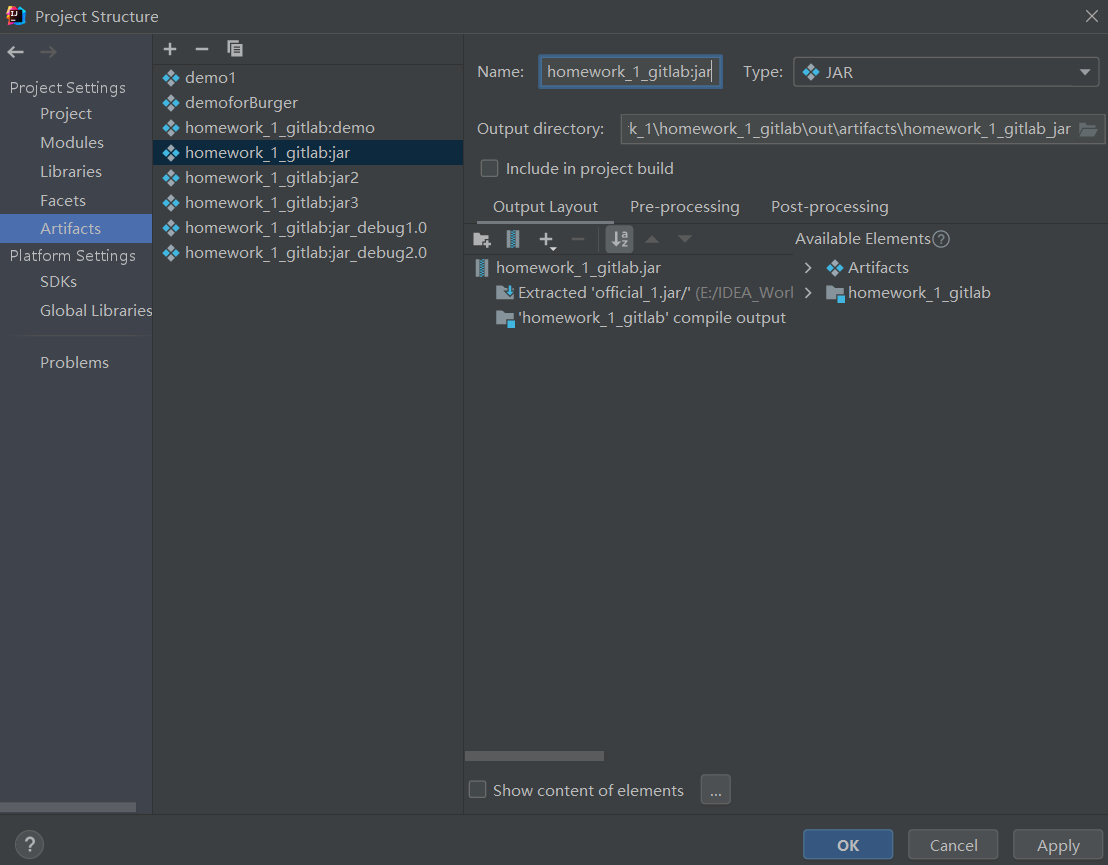 Project Structure
Project Settings
Project
Modules
Libraries
Facets
Artifacts
Platform Settings
SDKs
Global Libraries
Problems
demo1
demoforBurger
homework_1_gitlab:demo
homework_1_gitlab:jar
homework_1_gitlab:jar2
homework_1_gitlab:jar3
homework_1_gitlab:jar_debug1.0
homework_1_gitlab:jar_debug2.0
Name: homework_1_gitlab:jar Type: JAR
Output directory: k_1\homework_1_gitlab\out\artifacts\homework_1_gitlab_jar
Include in project build
Output Layout Pre-processing Post-processing
Available Elements
homework_1_gitlab.jar
Extracted 'official_1.jar/' (E:/IDEA_Worl
'homework_1_gitlab' compile output
Artifacts
homework_1_gitlab
Show content of elements ...
? OK Cancel Apply